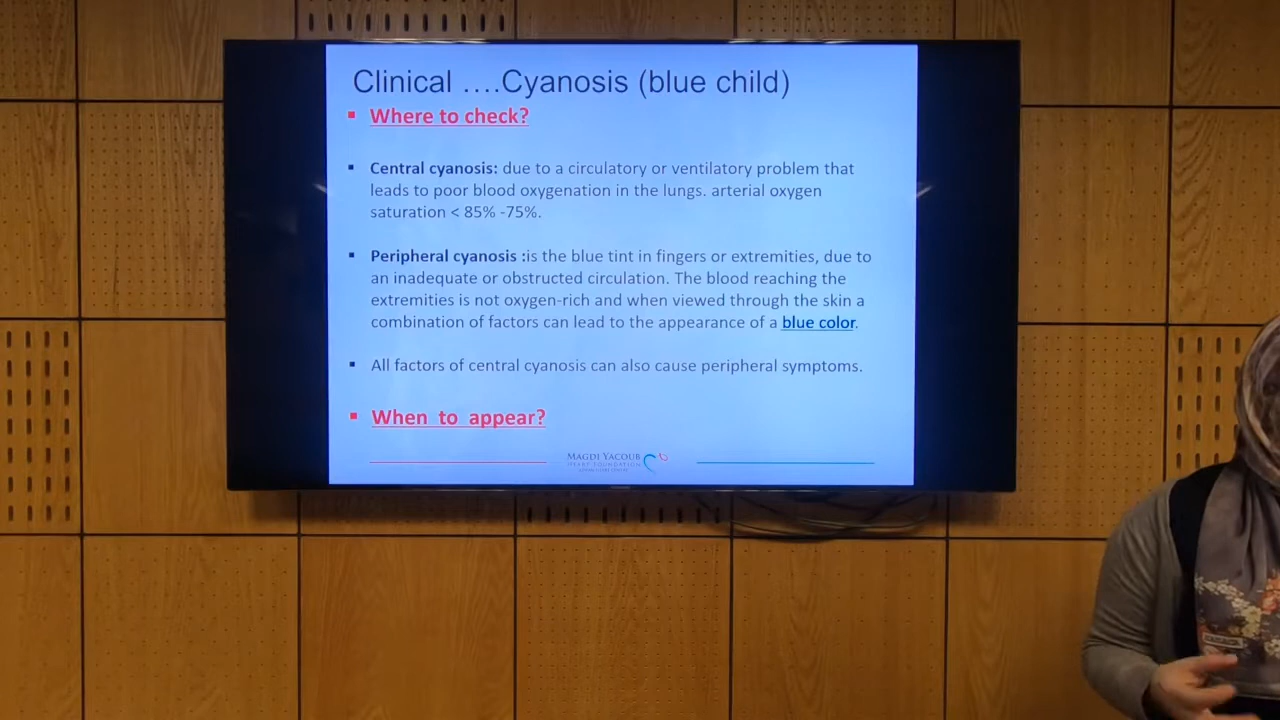 Clinical ….Cyanosis (blue child)
▪ Where to check?
▪ Central cyanosis: due to a circulatory or ventilatory problem that
leads to poor blood oxygenation in the lungs. arterial oxygen
saturation < 85% -75%.
▪ Peripheral cyanosis :is the blue tint in fingers or extremities, due to
an inadequate or obstructed circulation. The blood reaching the
extremities is not oxygen-rich and when viewed through the skin a
combination of factors can lead to the appearance of a blue color.
▪ All factors of central cyanosis can also cause peripheral symptoms.
▪ When to appear?
MAGDI YACOUB
HEART FOUNDATION